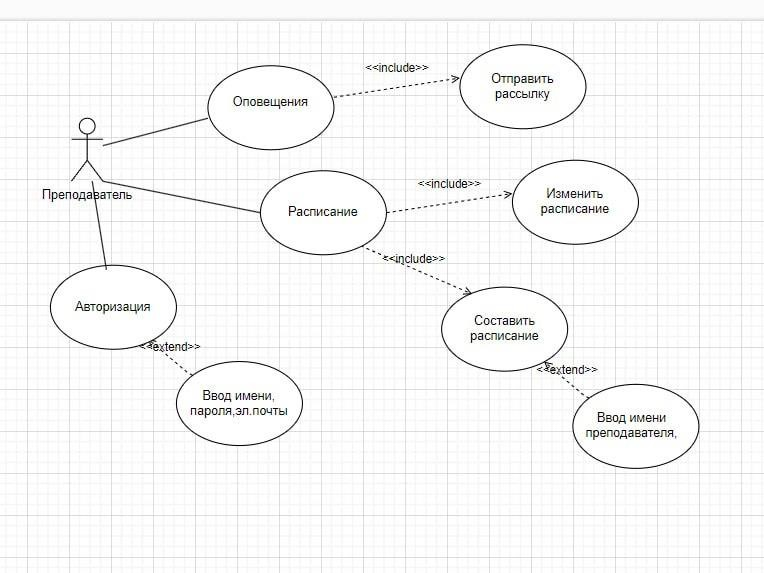 <<include>>
Отправить
рассылку
Оповещения
Преподаватель
<<include>>
Изменить
расписание
Расписание
<<include>>
Авторизация
Составить
расписание
<<extend>>
<<extend>>
Ввод имени,
пароля,эл.почты
Ввод имени
преподавателя,